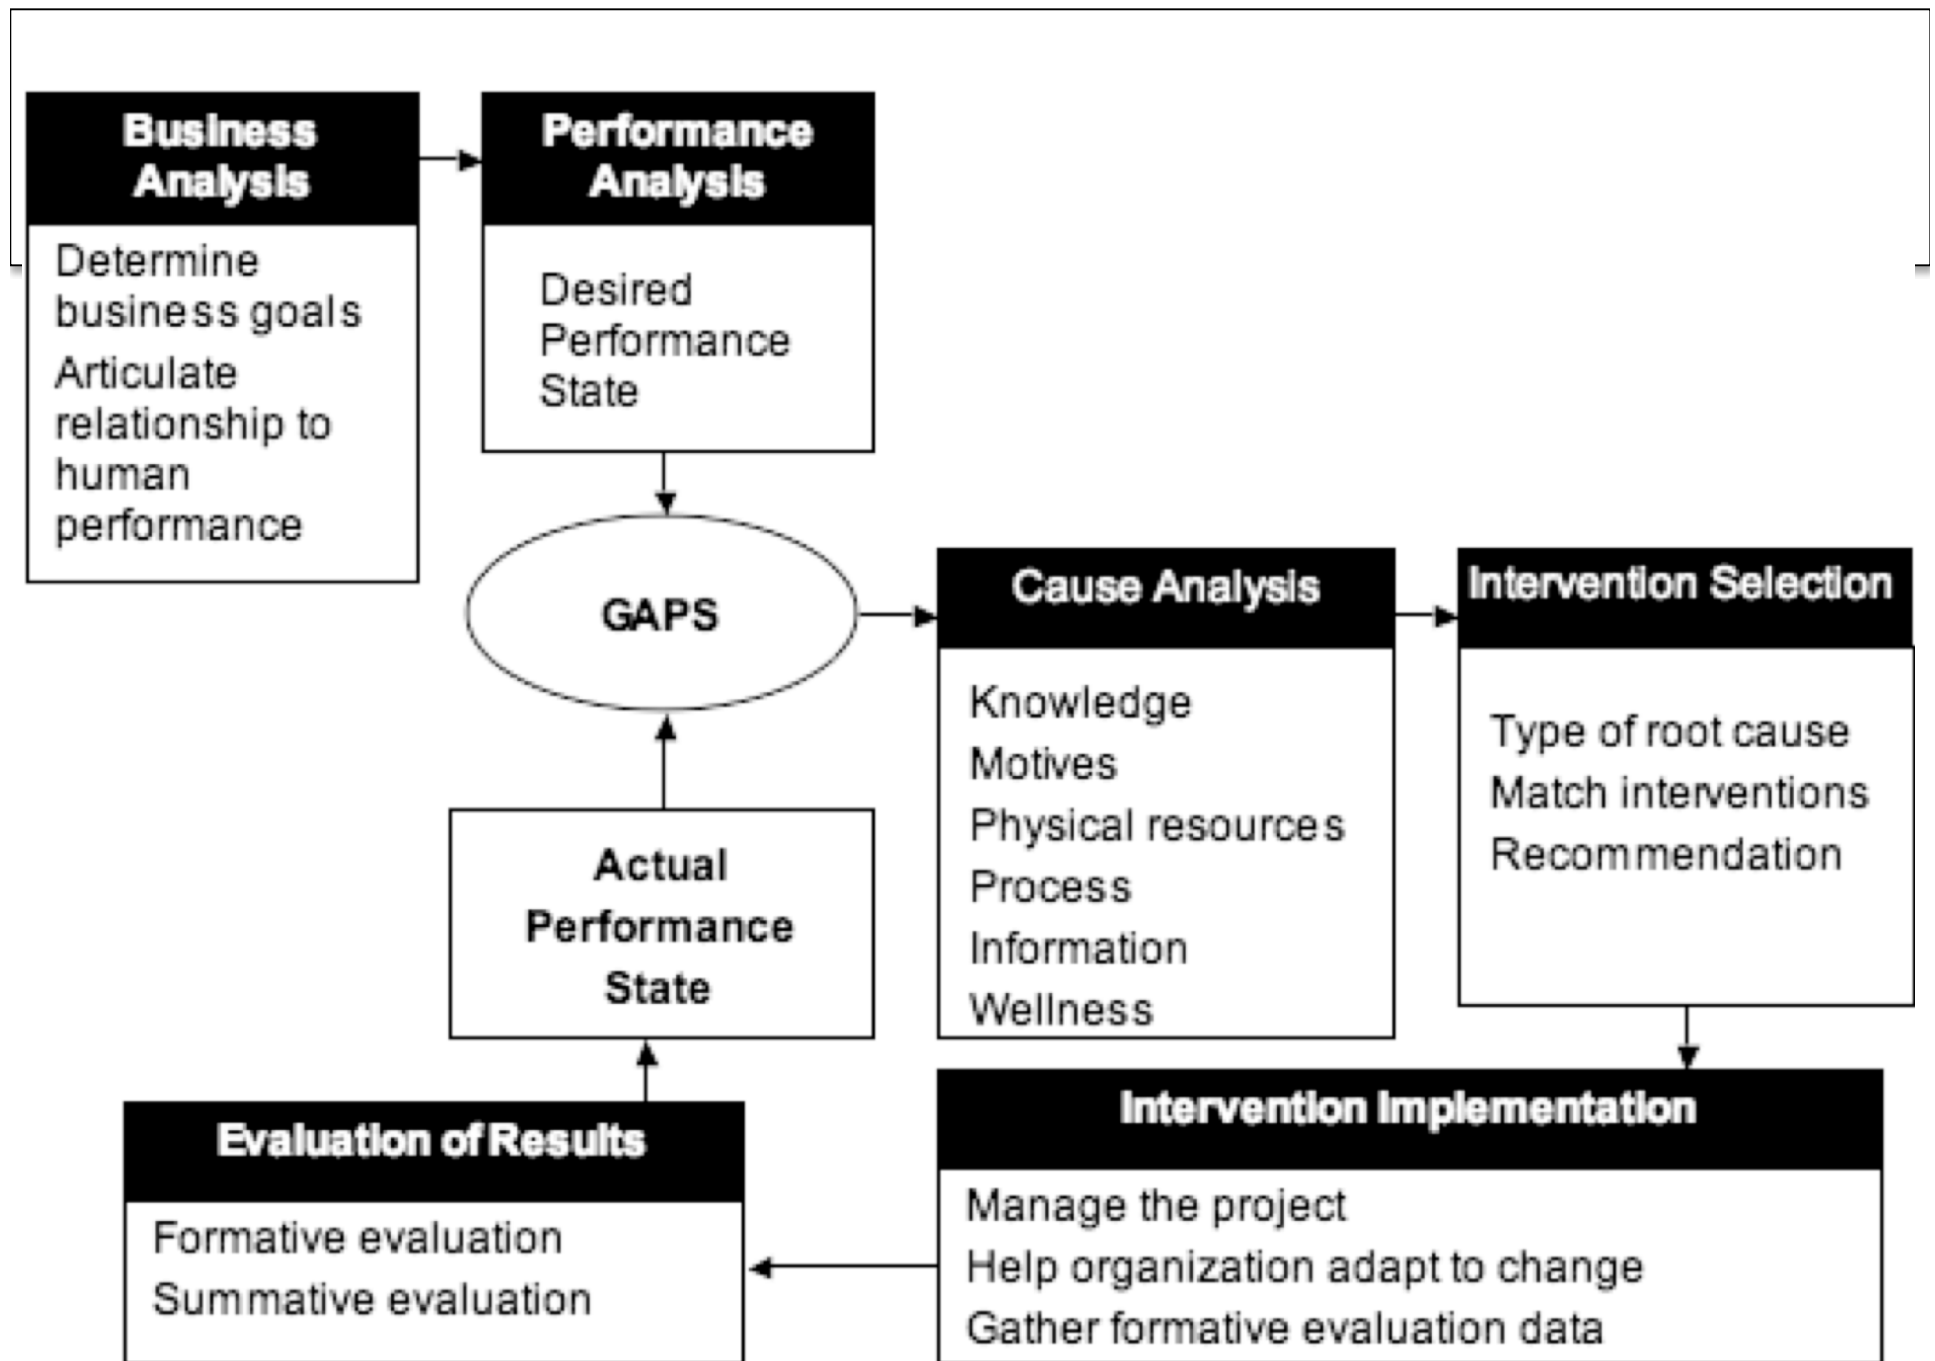 Business
Analysis
Determine
business goals
Articulate
relationship to
human
performance
Performance
Analysis
Desired
Performance
State
GAPS
Actual
Performance
State
Cause Analysis
Knowledge
Motives
Physical resources
Process
Information
Wellness
Intervention Selection
Type of root cause
Match interventions
Recommendation
Intervention Implementation
Manage the project
Help organization adapt to change
Gather formative evaluation data
Evaluation of Results
Formative evaluation
Summative evaluation